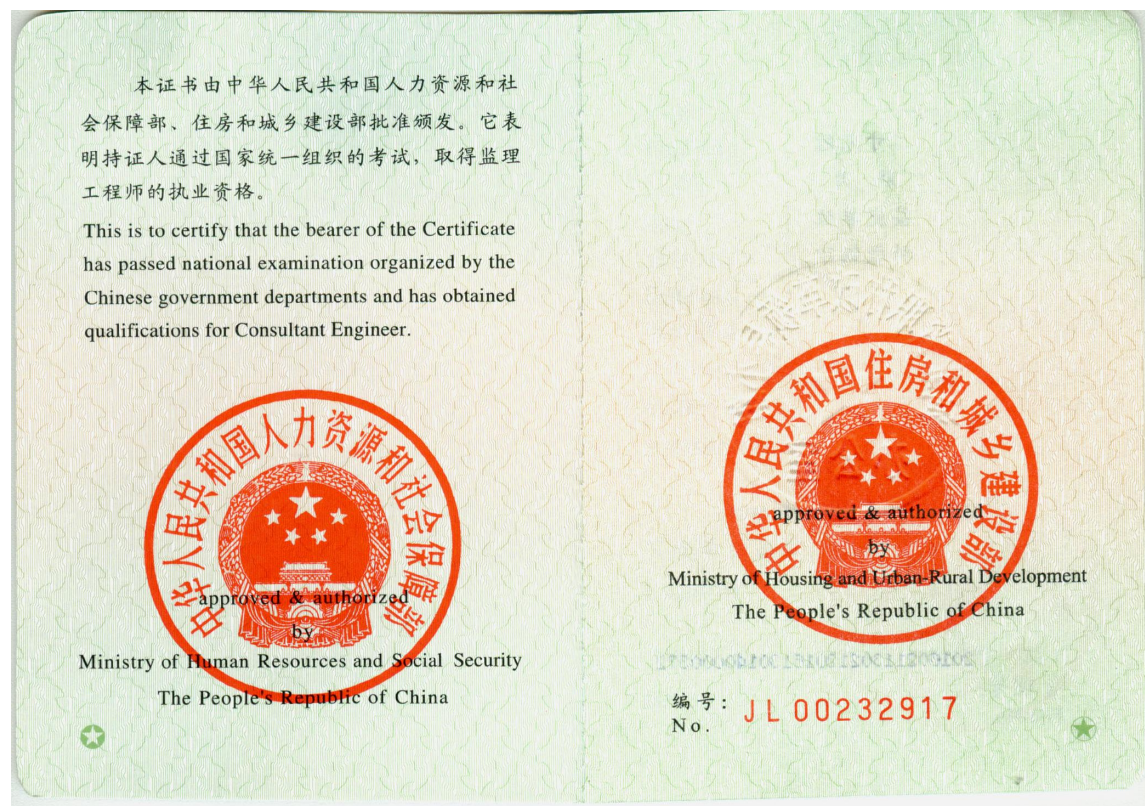 本证书由中华人民共和国人力资源和社
会保障部、住房和城乡建设部批准颁发。它表
明持证人通过国家统一组织的考试，取得监理
工程师的执业资格。
This is to certify that the bearer of the Certificate
has passed national examination organized by the
Chinese government departments and has obtained
qualifications for Consultant Engineer.
中华人民共和国人力资源和社会保障部
approved & authorized
by
Ministry of Human Resources and Social Security
The People's Republic of China
中华人民共和国住房和城乡建设部
approved & authorized
by
Ministry of Housing and Urban-Rural Development
The People's Republic of China
编号：
No. JL 00232917